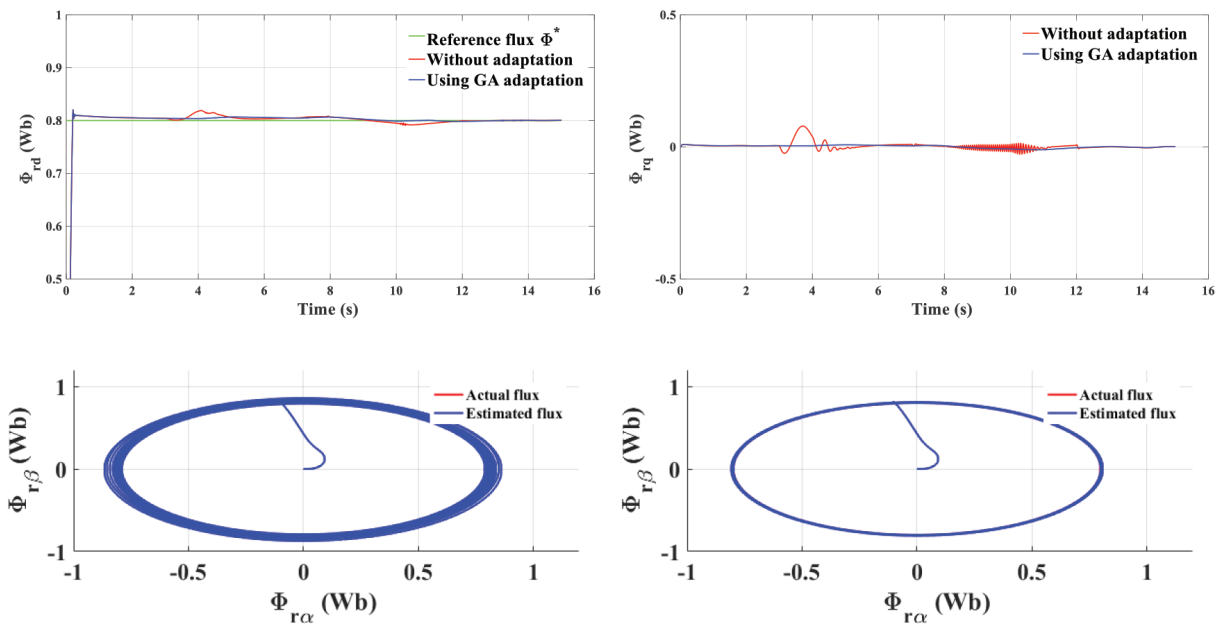 1
0.9
0.8
0.7
0.6
0.5
Φrd (Wb)
0 2 4 6 8 10 12 14 16
Time (s)
Reference flux Φ*
Without adaptation
Using GA adaptation
0.5
0
-0.5
Φrq (Wb)
0 2 4 6 8 10 12 14 16
Time (s)
Without adaptation
Using GA adaptation
1
0
-1
Φrβ (Wb)
-1 -0.5 0 0.5 1
Φrα (Wb)
Actual flux
Estimated flux
1
0
-1
Φrβ (Wb)
-1 -0.5 0 0.5 1
Φrα (Wb)
Actual flux
Estimated flux